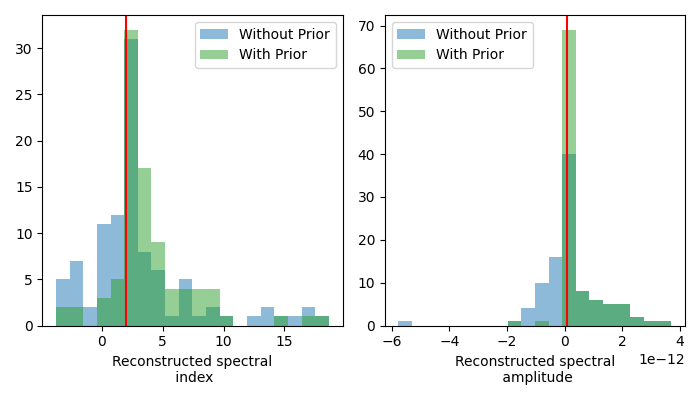 Without Prior
With Prior
30
25
20
15
10
5
0
0
5
10
15
Reconstructed spectral
index
Without Prior
With Prior
70
60
50
40
30
20
10
0
−6
−4
−2
0
2
1e−12
Reconstructed spectral
amplitude